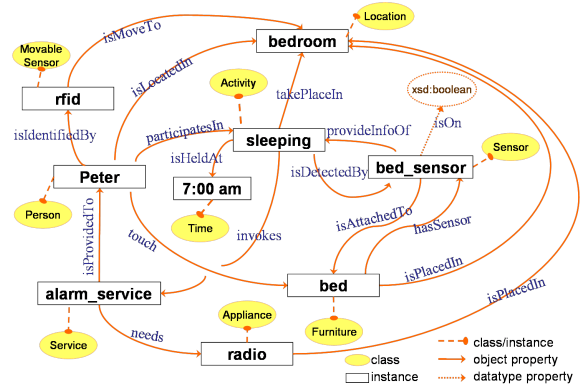 isMoveTo
Location
bedroom
Movable
Sensor
isLocatedIn
Activity
takePlaceIn
xsd:boolean
rfid
isIdentifiedBy
participatesIn
sleeping
provideInfoOf
isOn
Sensor
isHeldAt
isDetectedBy
bed_sensor
Peter
7:00 am
Person
Time
isAttachedTo
hasSensor
isProvidedTo
touch
invokes
isPlacedIn
alarm_service
bed
isPlacedIn
Service
needs
Appliance
Furniture
radio
class
instance
class/instance
object property
datatype property